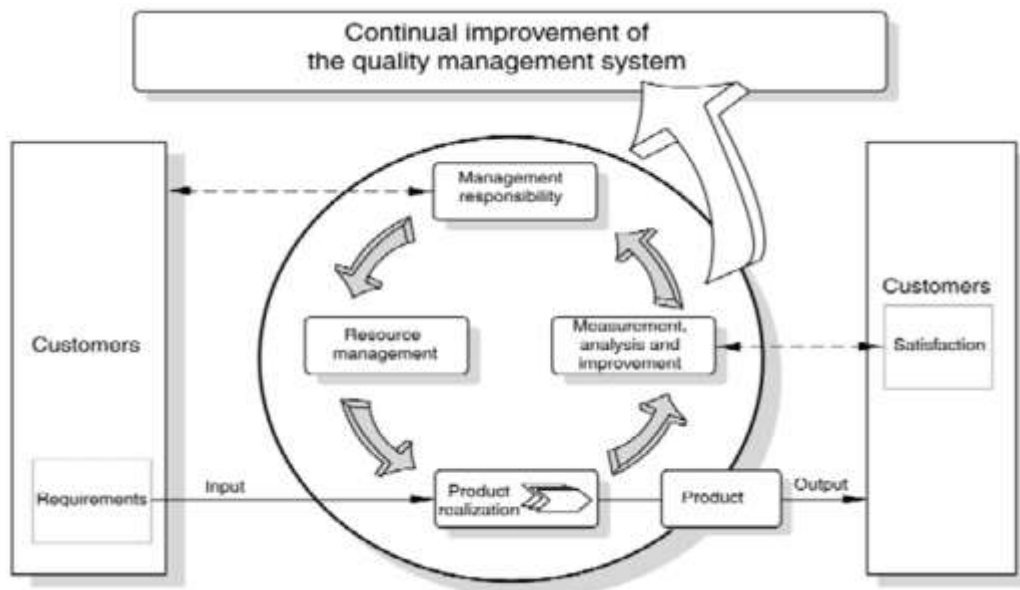 Continual improvement of
the quality management system
Management
responsibility
Customers
Resource
management
Measurement,
analysis and
improvement
Customers
Satisfaction
Requirements
Input
Product
realization
Product
Output